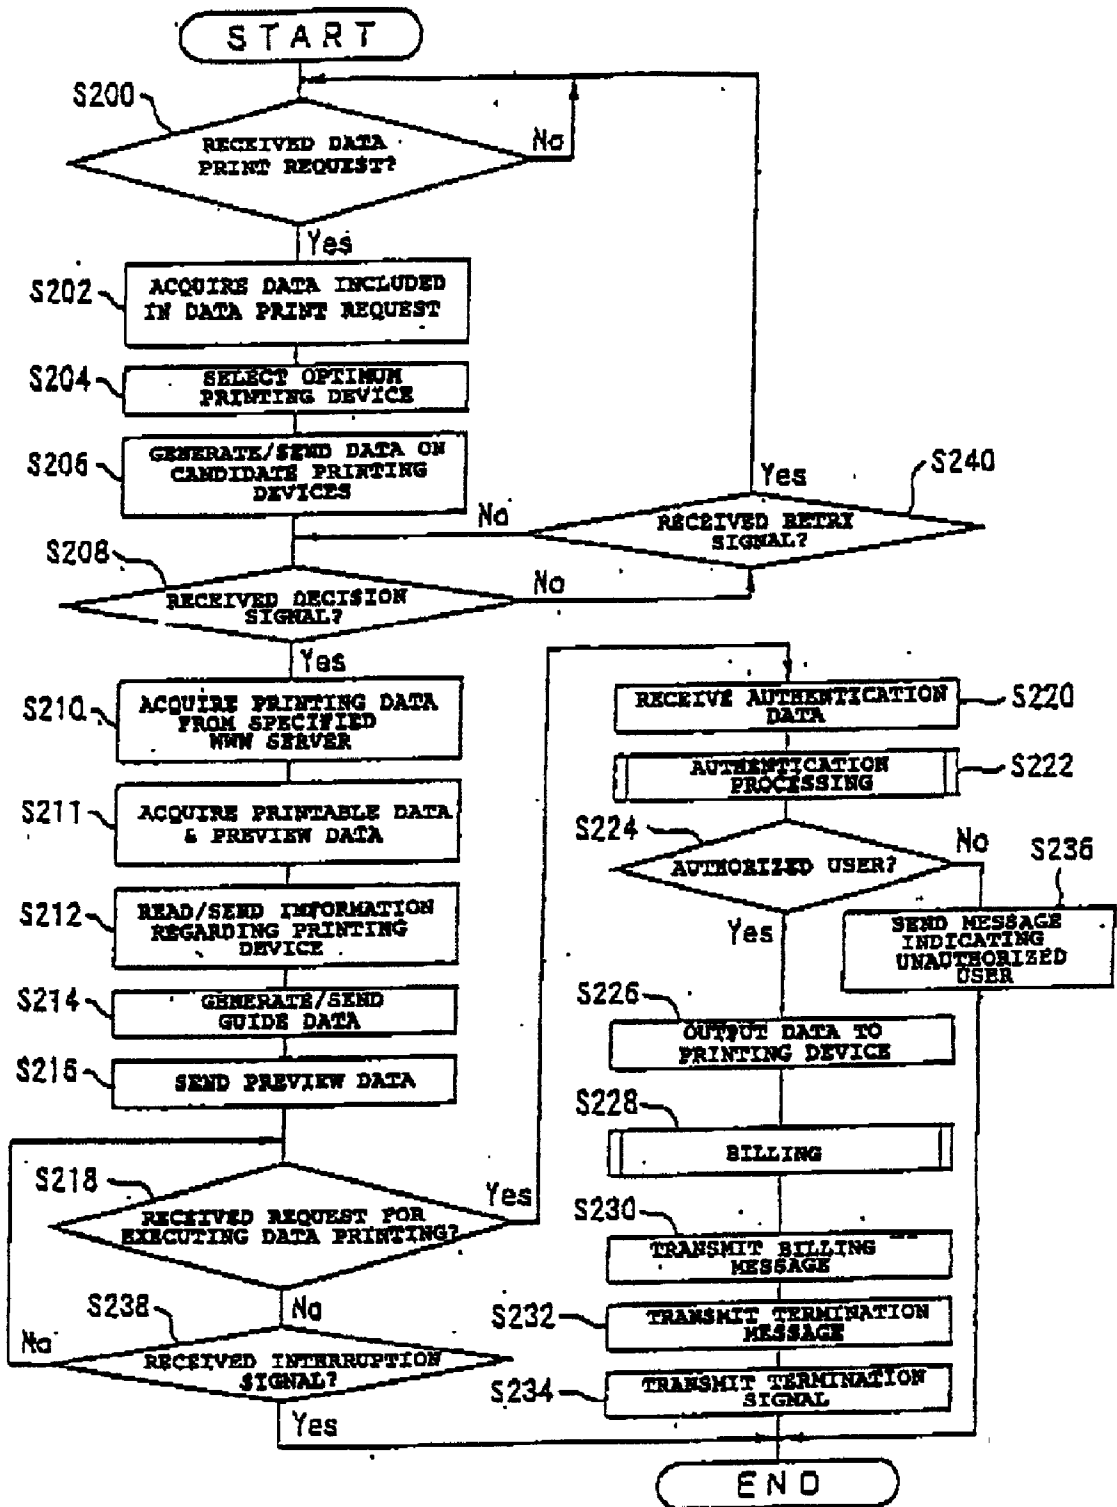 START
S200
RECEIVED DATA
PRINT REQUEST?
No
Yes
S202
ACQUIRE DATA INCLUDED
IN DATA PRINT REQUEST
S204
SELECT OPTIMUM
PRINTING DEVICE
S206
GENERATE/SEND DATA ON
CANDIDATE PRINTING
DEVICES
Yes
S240
No
RECEIVED RETRY
SIGNAL?
S208
RECEIVED DECISION
SIGNAL?
No
Yes
S210
ACQUIRE PRINTING DATA
FROM SPECIFIED
WWW SERVER
S211
ACQUIRE PRINTABLE DATA
& PREVIEW DATA
S212
READ/SEND INFORMATION
REGARDING PRINTING
DEVICE
S214
GENERATE/SEND
GUIDE DATA
S216
SEND PREVIEW DATA
S218
RECEIVED REQUEST FOR
EXECUTING DATA PRINTING?
Yes
No
S238
No
RECEIVED INTERRUPTION
SIGNAL?
Yes
RECEIVE AUTHENTICATION
DATA
S220
AUTHENTICATION
PROCESSING
S222
S224
AUTHORIZED USER?
No
S236
Yes
SEND MESSAGE
INDICATING
UNAUTHORIZED
USER
S226
OUTPUT DATA TO
PRINTING DEVICE
S228
BILLING
S230
TRANSMIT BILLING
MESSAGE
S232
TRANSMIT TERMINATION
MESSAGE
S234
TRANSMIT TERMINATION
SIGNAL
END